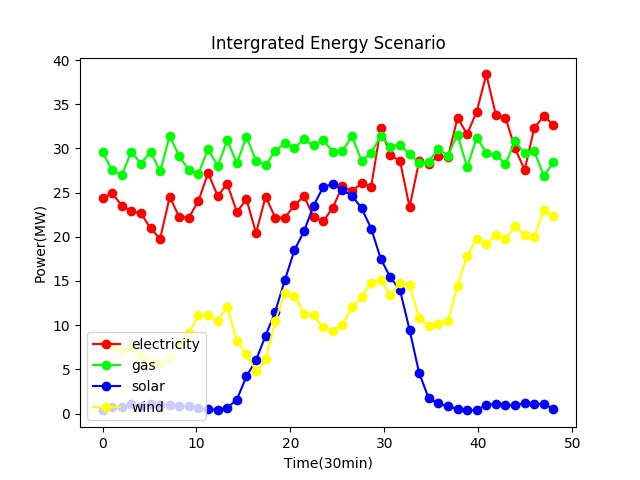 Intergrated Energy Scenario
Power(MW)
40
35
30
25
20
15
10
5
0
electricity
gas
solar
wind
0 10 20 30 40 50
Time(30min)